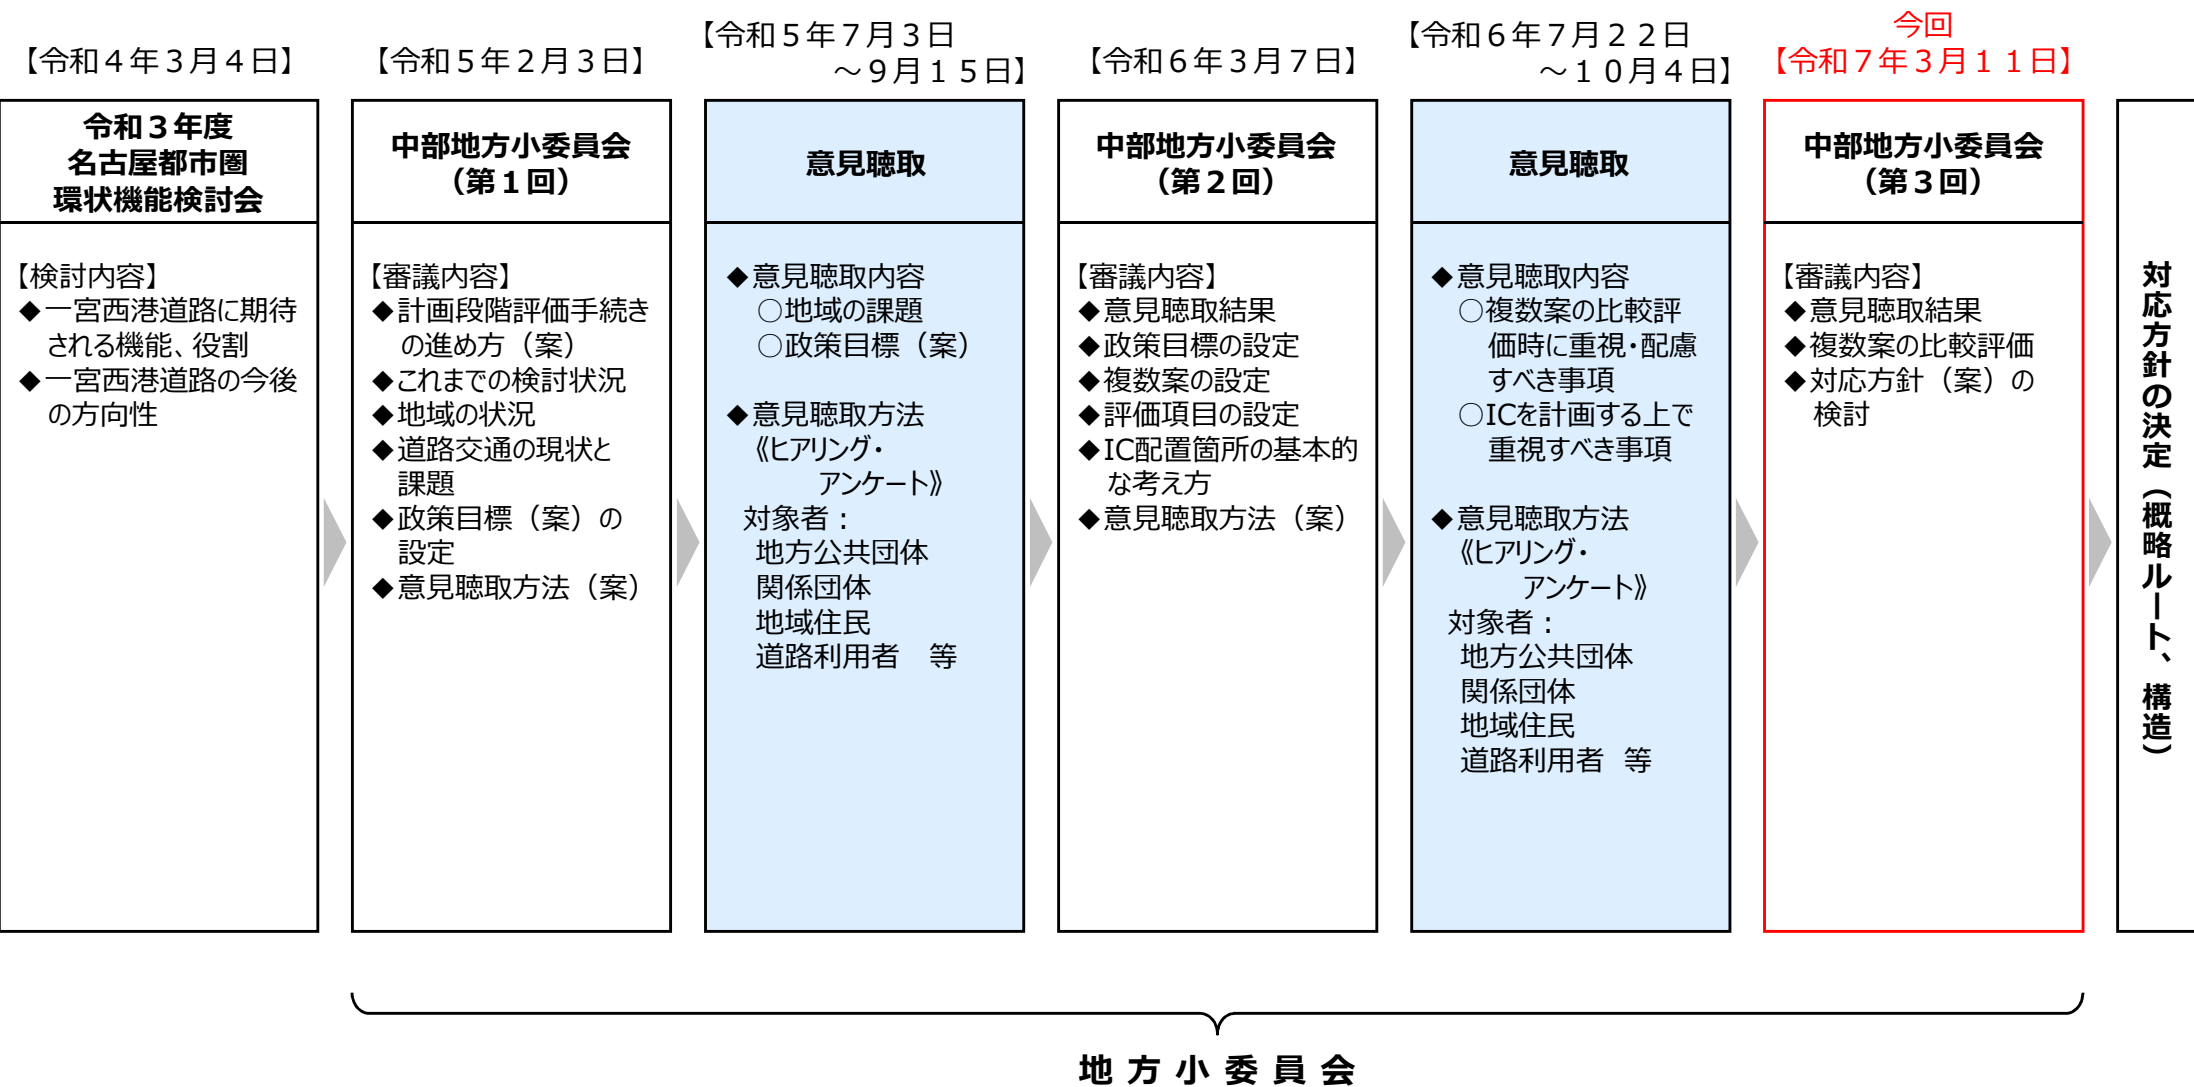 【令和４年３月４日】
令和３年度
名古屋都市圏
環状機能検討会
【検討内容】
◆一宮西港道路に期待
される機能、役割
◆一宮西港道路の今後
の方向性
【令和５年２月３日】
中部地方小委員会
（第１回）
【審議内容】
◆計画段階評価手続き
の進め方（案）
◆これまでの検討状況
◆地域の状況
◆道路交通の現状と
課題
◆政策目標（案）の
設定
◆意見聴取方法（案）
【令和５年７月３日
～９月１５日】
意見聴取
◆意見聴取内容
○地域の課題
○政策目標（案）
◆意見聴取方法
《ヒアリング・
アンケート》
対象者：
地方公共団体
関係団体
地域住民
道路利用者　等
【令和６年３月７日】
中部地方小委員会
（第２回）
【審議内容】
◆意見聴取結果
◆政策目標の設定
◆複数案の設定
◆評価項目の設定
◆IC配置箇所の基本的
な考え方
◆意見聴取方法（案）
【令和６年７月２２日
～１０月４日】
意見聴取
◆意見聴取内容
○複数案の比較評
価時に重視・配慮
すべき事項
○ICを計画する上で
重視すべき事項
◆意見聴取方法
《ヒアリング・
アンケート》
対象者：
地方公共団体
関係団体
地域住民
道路利用者　等
今回
【令和７年３月１１日】
中部地方小委員会
（第３回）
【審議内容】
◆意見聴取結果
◆複数案の比較評価
◆対応方針（案）の
検討
対応方針の決定（概略ルート、構造）
地方小委員会